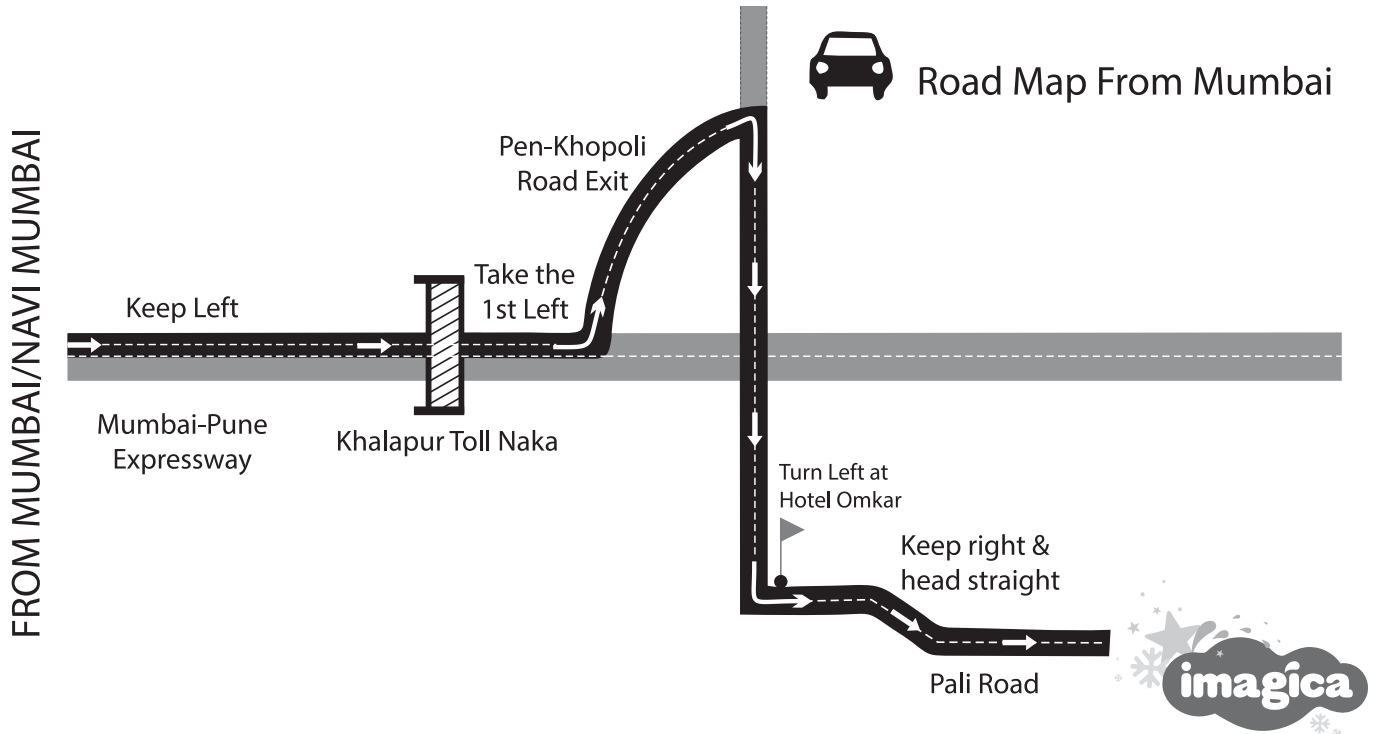 Road Map From Mumbai
FROM MUMBAI/NAVI MUMBAI
Pen-Khopoli
Road Exit
Take the
1st Left
Keep Left
Mumbai-Pune
Expressway
Khalapur Toll Naka
Turn Left at
Hotel Omkar
Keep right &
head straight
Pali Road
imagica